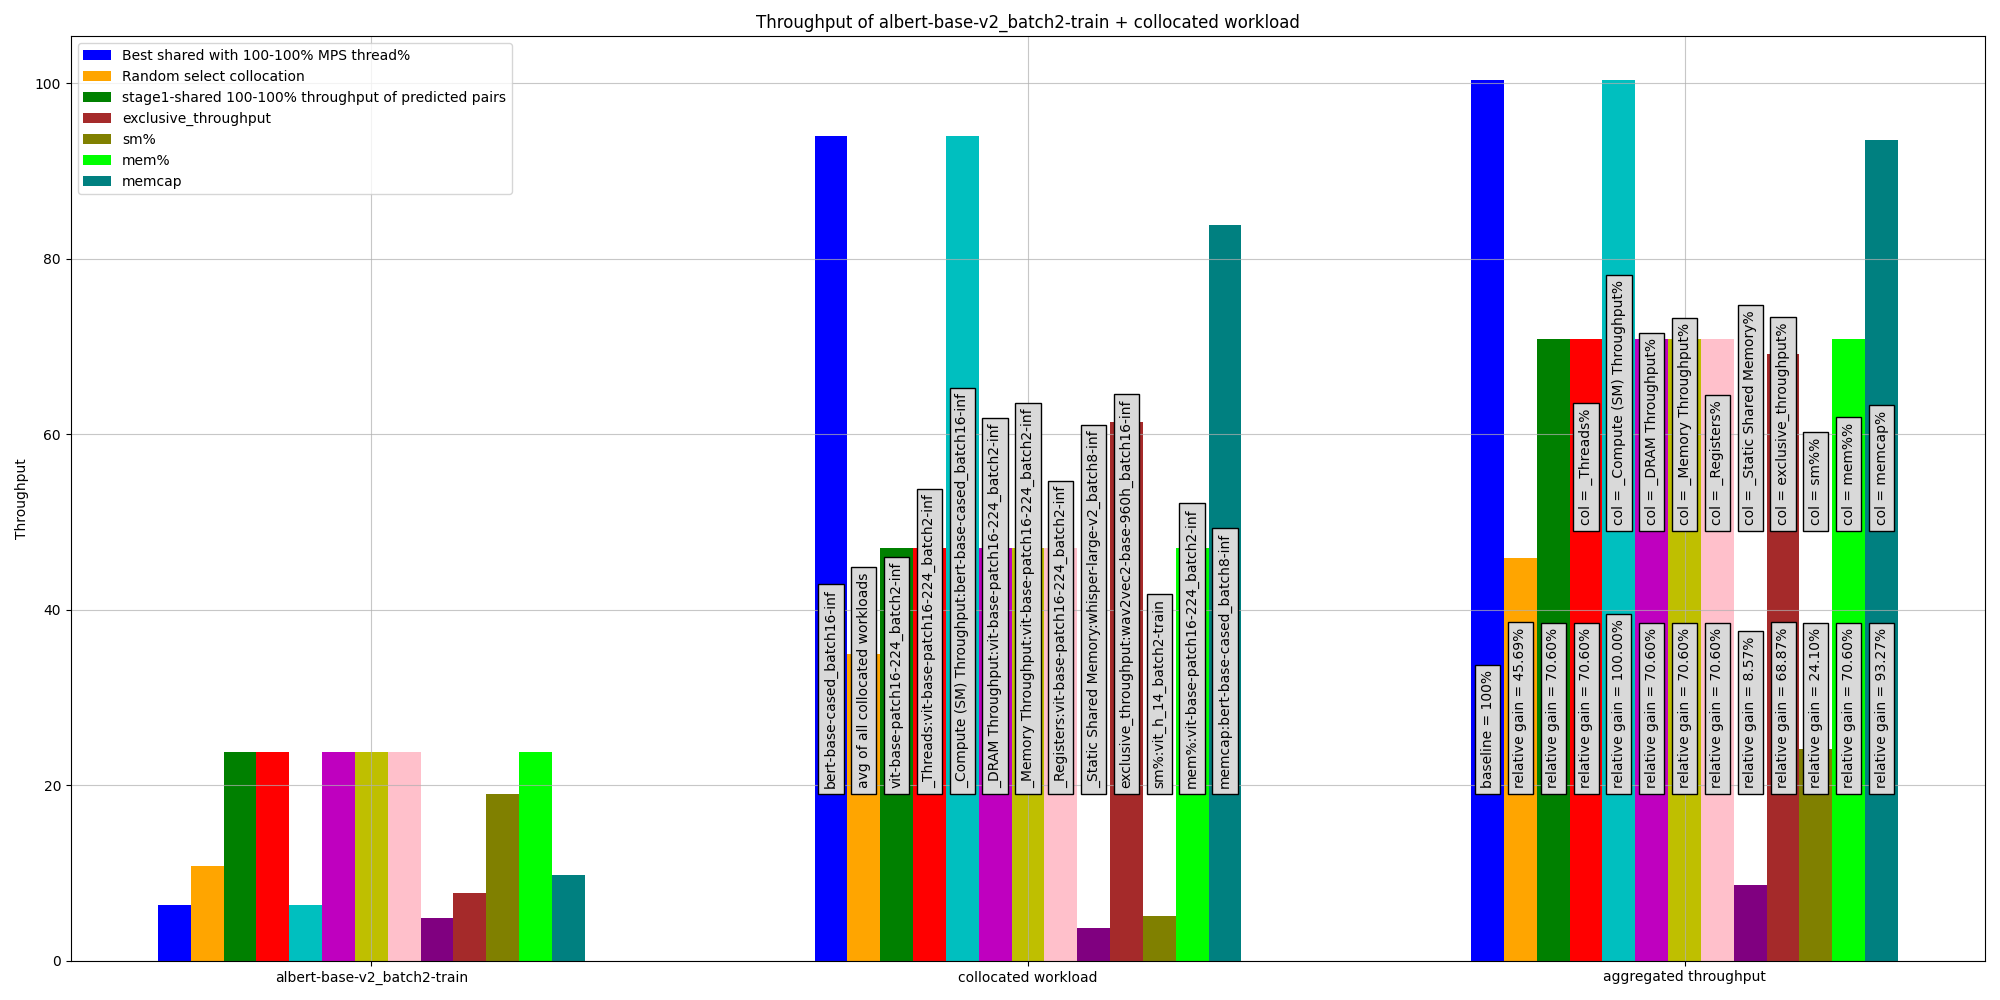 Throughput of albert-base-v2_batch2-train + collocated workload
Best shared with 100-100% MPS thread%
Random select collocation
stage1-shared 100-100% throughput of predicted pairs
exclusive_throughput
sm%
mem%
memcap
Throughput
100
80
60
40
20
0
bert-base-cased_batch16-inf
avg of all collocated workloads
vit-base-patch16-224_batch2-inf
_Threads:vit-base-patch16-224_batch2-inf
_Compute (SM) Throughput:bert-base-cased_batch16-inf
_DRAM Throughput:vit-base-patch16-224_batch2-inf
_Memory Throughput:vit-base-patch16-224_batch2-inf
_Registers:vit-base-patch16-224_batch2-inf
_Static Shared Memory:whisper-large-v2_batch8-inf
exclusive_throughput:wav2vec2-base-960h_batch16-inf
sm%:vit_h_14_batch2-train
mem%:vit-base-patch16-224_batch2-inf
memcap:bert-base-cased_batch8-inf
col = _Threads%
col = _Compute (SM) Throughput%
col = _DRAM Throughput%
col = _Memory Throughput%
col = _Registers%
col = _Static Shared Memory%
col = exclusive_throughput%
col = sm%%
col = mem%%
col = memcap%
baseline = 100%
relative gain = 45.69%
relative gain = 70.60%
relative gain = 70.60%
relative gain = 100.00%
relative gain = 70.60%
relative gain = 70.60%
relative gain = 70.60%
relative gain = 8.57%
relative gain = 68.87%
relative gain = 24.10%
relative gain = 70.60%
relative gain = 93.27%
albert-base-v2_batch2-train
collocated workload
aggregated throughput